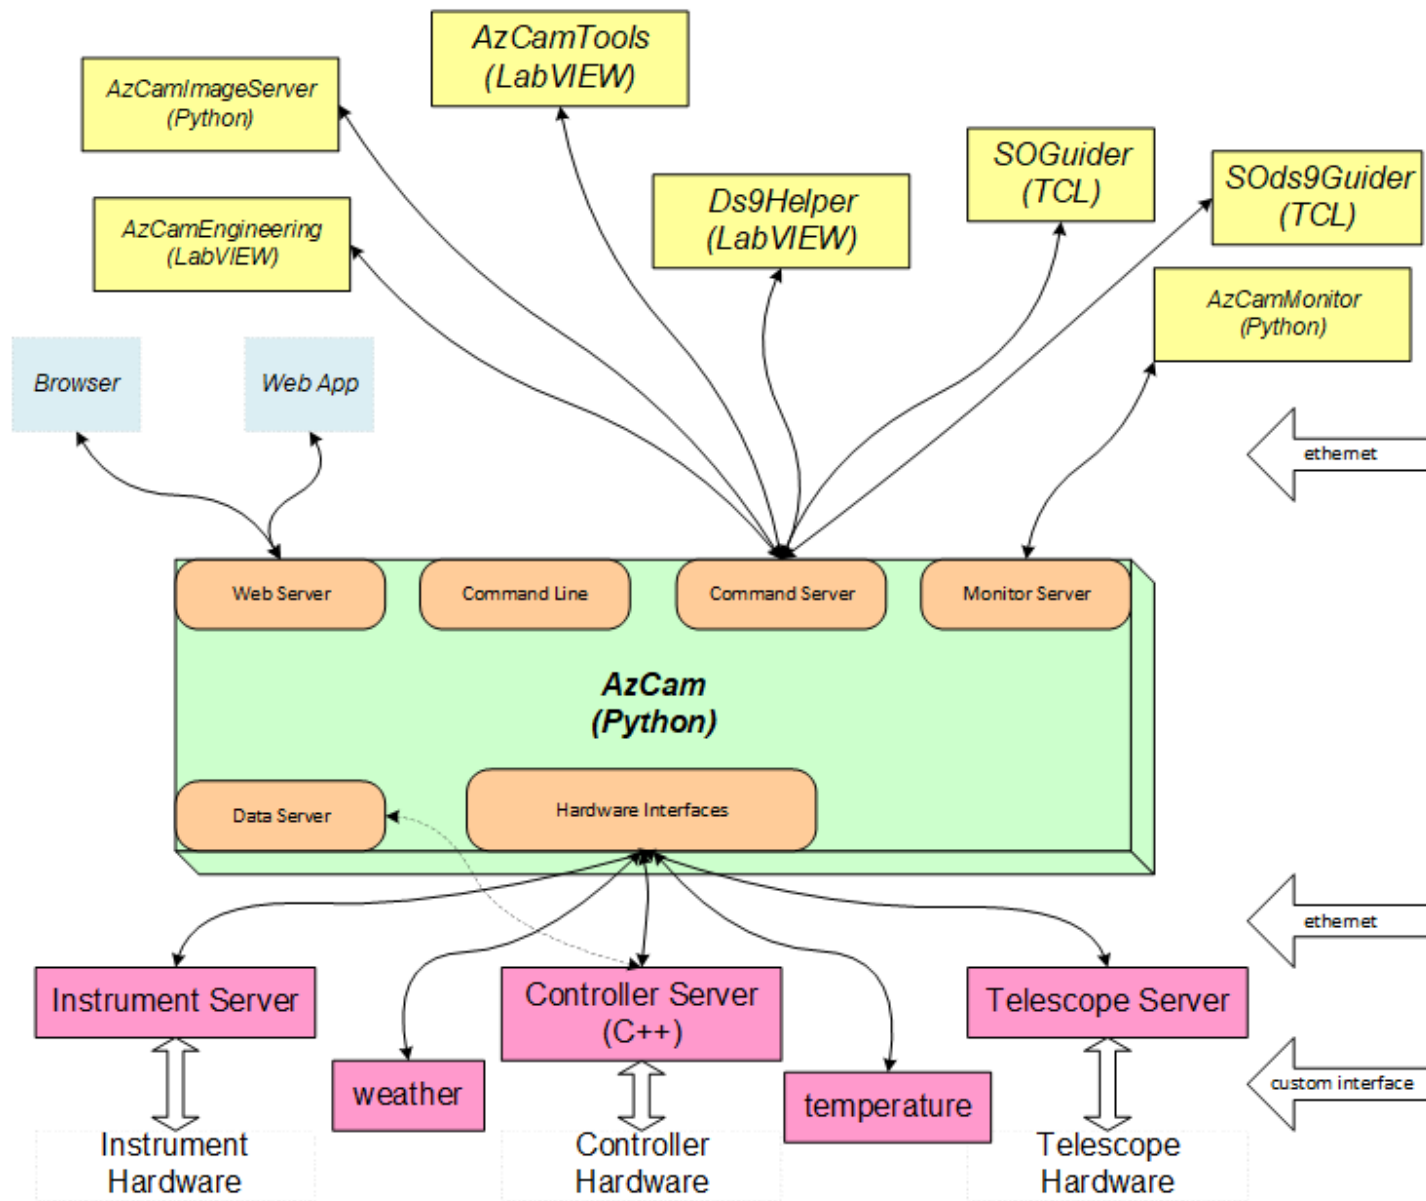 AzCamTools
(LabVIEW)
AzCamImageServer
(Python)
SOGuider
(TCL)
SOds9Guider
(TCL)
Ds9Helper
(LabVIEW)
AzCamEngineering
(LabVIEW)
AzCamMonitor
(Python)
Browser
Web App
ethernet
Web Server
Command Line
Command Server
Monitor Server
AzCam
(Python)
Data Server
Hardware Interfaces
ethernet
Instrument Server
Controller Server
(C++)
Telescope Server
weather
temperature
custom interface
Instrument
Hardware
Controller
Hardware
Telescope
Hardware